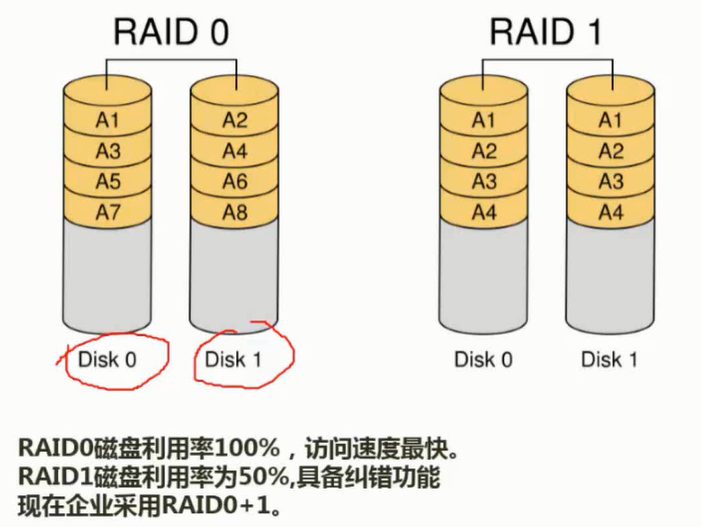 RAID 0
RAID 1
A1 A2 A1 A1
A3 A4 A2 A2
A5 A6 A3 A3
A7 A8 A4 A4
Disk 0 Disk 1 Disk 0 Disk 1
RAID0磁盘利用率100%，访问速度最快。
RAID1磁盘利用率为50%,具备纠错功能
现在企业采用RAID0+1。